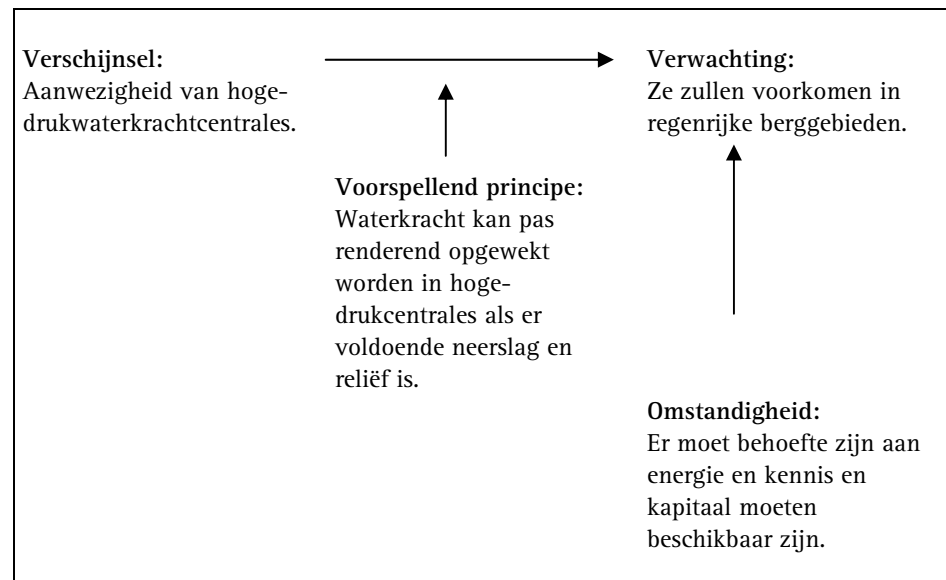 Verschijnsel:
Aanwezigheid van hoge-
drukwaterkrachtcentrales.
Verwachting:
Ze zullen voorkomen in
regenrijke berggebieden.
Voorspellend principe:
Waterkracht kan pas
renderend opgewekt
worden in hoge-
drukcentrales als er
voldoende neerslag en
reliëf is.
Omstandigheid:
Er moet behoefte zijn aan
energie en kennis en
kapitaal moeten
beschikbaar zijn.